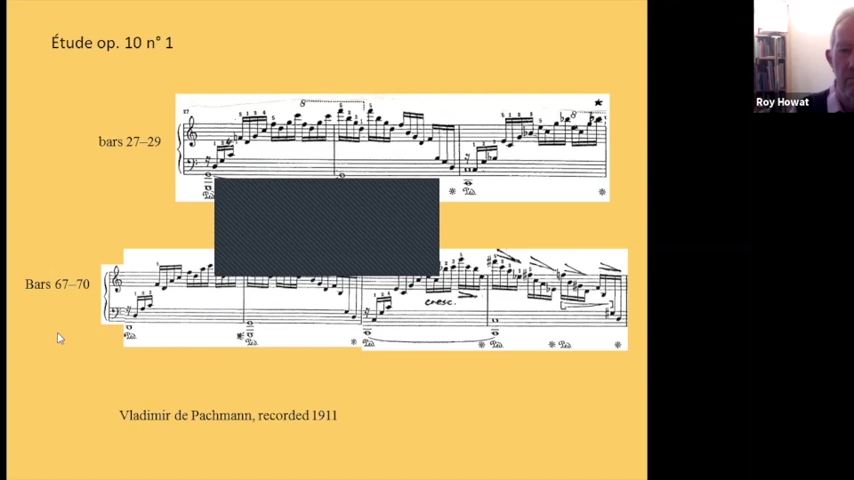 Étude op. 10 n° 1
bars 27–29
Bars 67–70
cresc.
Vladimir de Pachmann, recorded 1911
Roy Howat